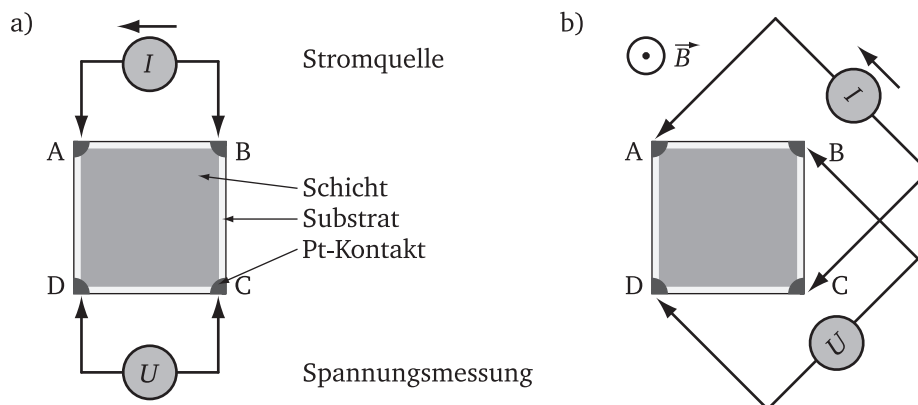 a)
I
Stromquelle
A
B
Schicht
Substrat
Pt-Kontakt
D
C
U
Spannungsmessung
b)
B
I
A
B
D
C
U